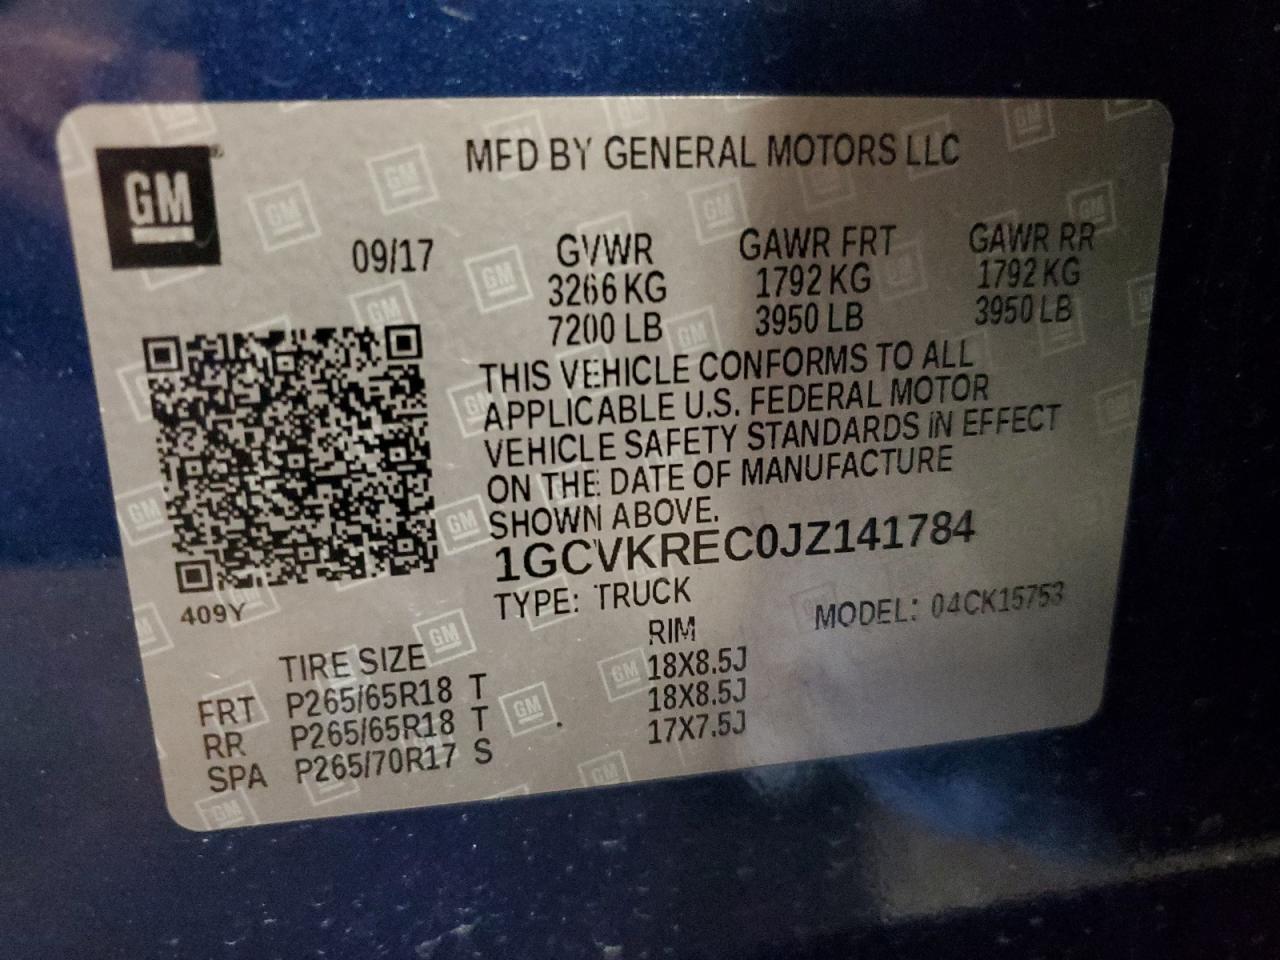 GM
MFD BY GENERAL MOTORS LLC
09/17 GVWR GAWR FRT GAWR RR
3266 KG 1792 KG 1792 KG
7200 LB 3950 LB 3950 LB
THIS VEHICLE CONFORMS TO ALL
APPLICABLE U.S. FEDERAL MOTOR
VEHICLE SAFETY STANDARDS IN EFFECT
ON THE DATE OF MANUFACTURE
SHOWN ABOVE.
1GCVKREC0JZ141784
409Y
TYPE: TRUCK MODEL: 04CK15753
TIRE SIZE RIM
FRT P265/65R18 T 18X8.5J
RR P265/65R18 T 18X8.5J
SPA P265/70R17 S 17X7.5J